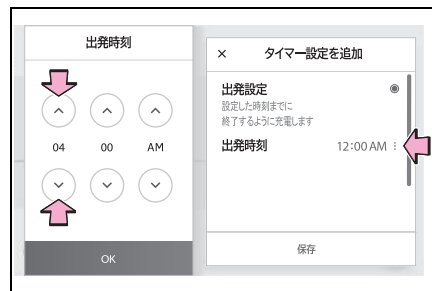 出発時刻
04 00 AM
OK
× タイマー設定を追加
出発設定
設定した時刻までに
終了するように充電します
出発時刻 12:00 AM
保存